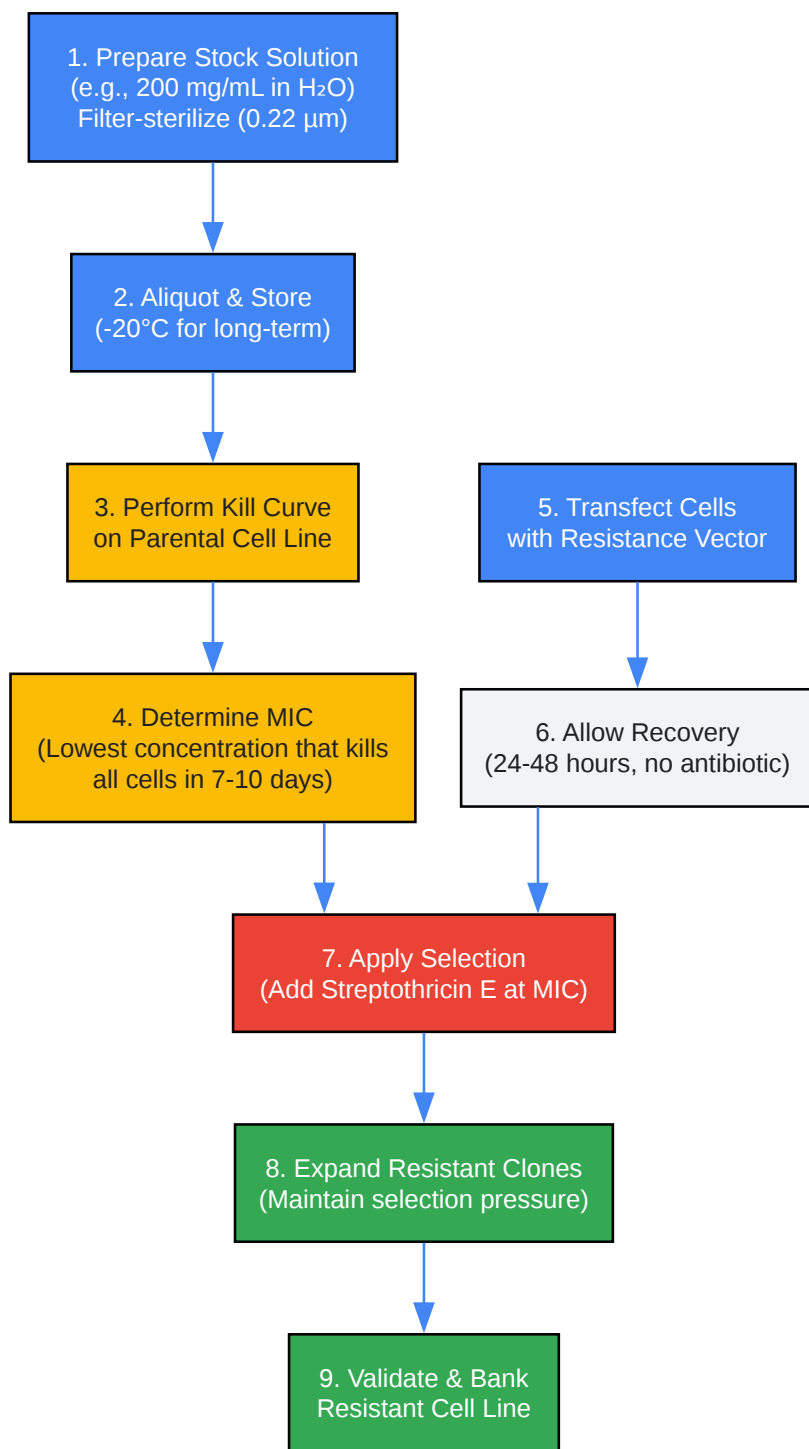 1. Prepare Stock Solution
(e.g., 200 mg/mL in H₂O)
Filter-sterilize (0.22 µm)
2. Aliquot & Store
(-20°C for long-term)
3. Perform Kill Curve
on Parental Cell Line
5. Transfect Cells
with Resistance Vector
4. Determine MIC
(Lowest concentration that kills
all cells in 7-10 days)
6. Allow Recovery
(24-48 hours, no antibiotic)
7. Apply Selection
(Add Streptothricin E at MIC)
8. Expand Resistant Clones
(Maintain selection pressure)
9. Validate & Bank
Resistant Cell Line